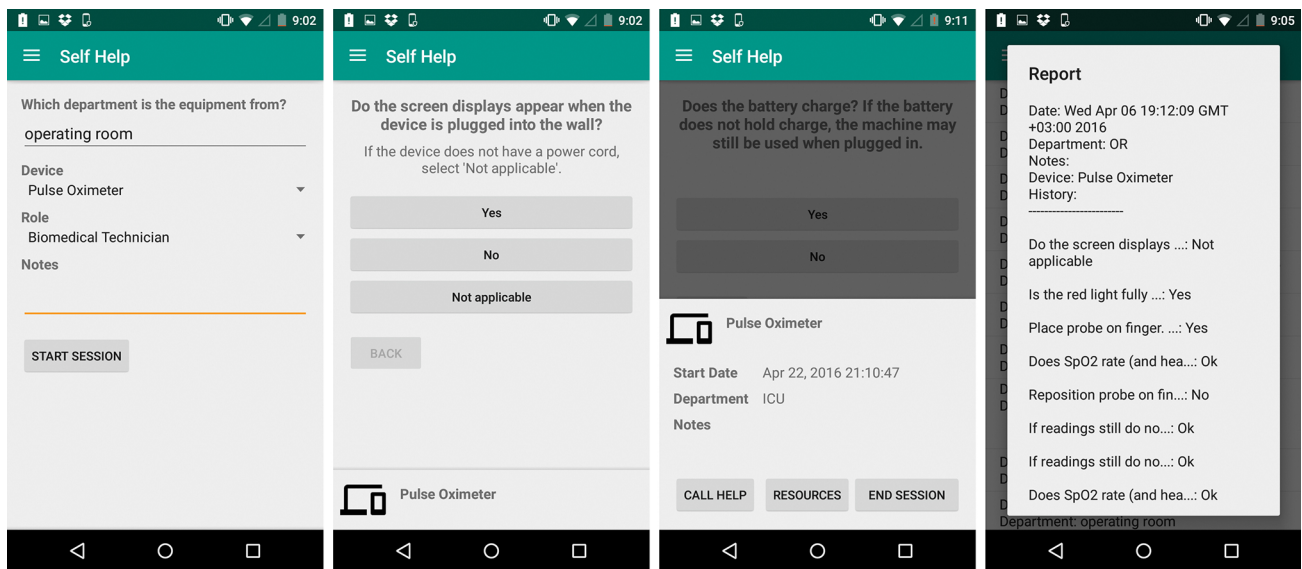 9:02
Self Help
Which department is the equipment from?
operating room
Device
Pulse Oximeter
Role
Biomedical Technician
Notes
START SESSION
9:02
Self Help
Do the screen displays appear when the
device is plugged into the wall?
If the device does not have a power cord,
select 'Not applicable'.
Yes
No
Not applicable
BACK
Pulse Oximeter
9:11
Self Help
Does the battery charge? If the battery
does not hold charge, the machine may
still be used when plugged in.
Yes
No
Pulse Oximeter
Start Date Apr 22, 2016 21:10:47
Department ICU
Notes
CALL HELP RESOURCES END SESSION
9:05
Report
Date: Wed Apr 06 19:12:09 GMT
+03:00 2016
Department: OR
Notes:
Device: Pulse Oximeter
History:
------------------------
Do the screen displays ...: Not
applicable
Is the red light fully ...: Yes
Place probe on finger. ...: Yes
Does SpO2 rate (and hea...: Ok
Reposition probe on fin...: No
If readings still do no...: Ok
If readings still do no...: Ok
Does SpO2 rate (and hea...: Ok
Department: operating room